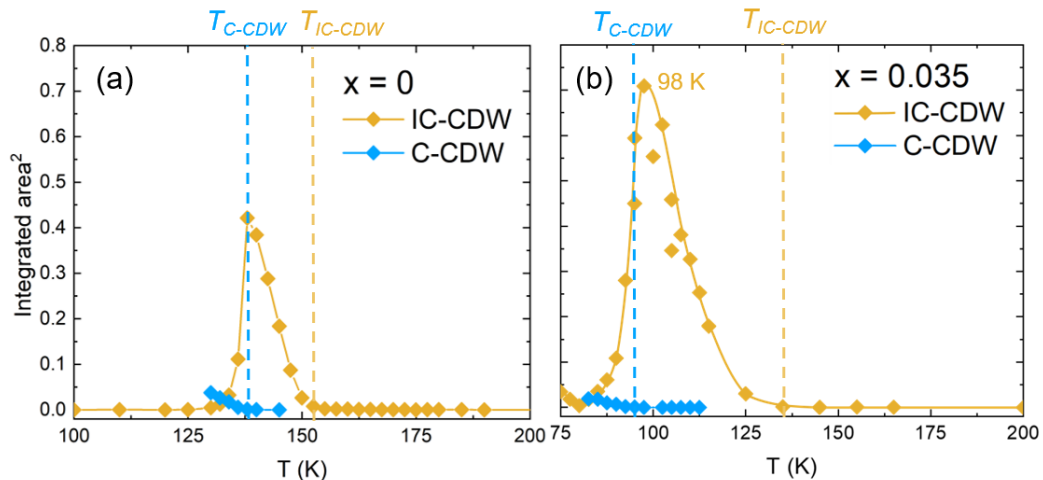 T_C-CDW T_IC-CDW
(a)
x = 0
IC-CDW
C-CDW
Integrated area²
0.8
0.7
0.6
0.5
0.4
0.3
0.2
0.1
0.0
100 125 150 175 200
T (K)
T_C-CDW T_IC-CDW
(b)
98 K
x = 0.035
IC-CDW
C-CDW
75 100 125 150 175 200
T (K)